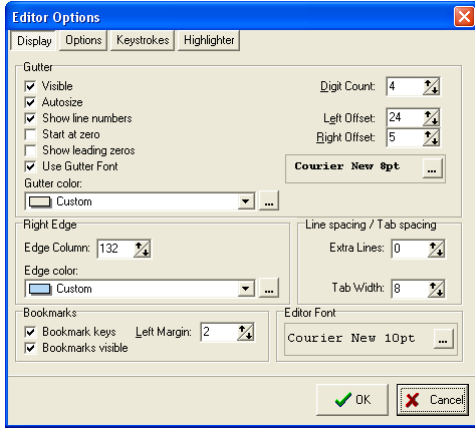 Editor Options
Display Options Keystrokes Highlighter
Gutter
Visible
Autosize
Show line numbers
Start at zero
Show leading zeros
Use Gutter Font
Digit Count: 4
Left Offset: 24
Right Offset: 5
Courier New 8pt ...
Gutter color:
Custom ...
Right Edge
Edge Column: 132
Edge color:
Custom ...
Line spacing / Tab spacing
Extra Lines: 0
Tab Width: 8
Bookmarks
Bookmark keys Left Margin: 2
Bookmarks visible
Editor Font
Courier New 10pt ...
OK Cancel